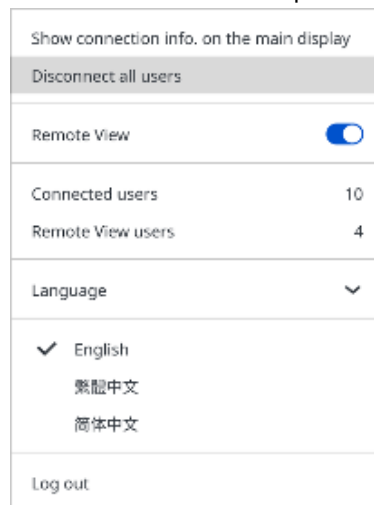 Show connection info. on the main display
Disconnect all users
Remote View
Connected users 10
Remote View users 4
Language
English
繁體中文
简体中文
Log out